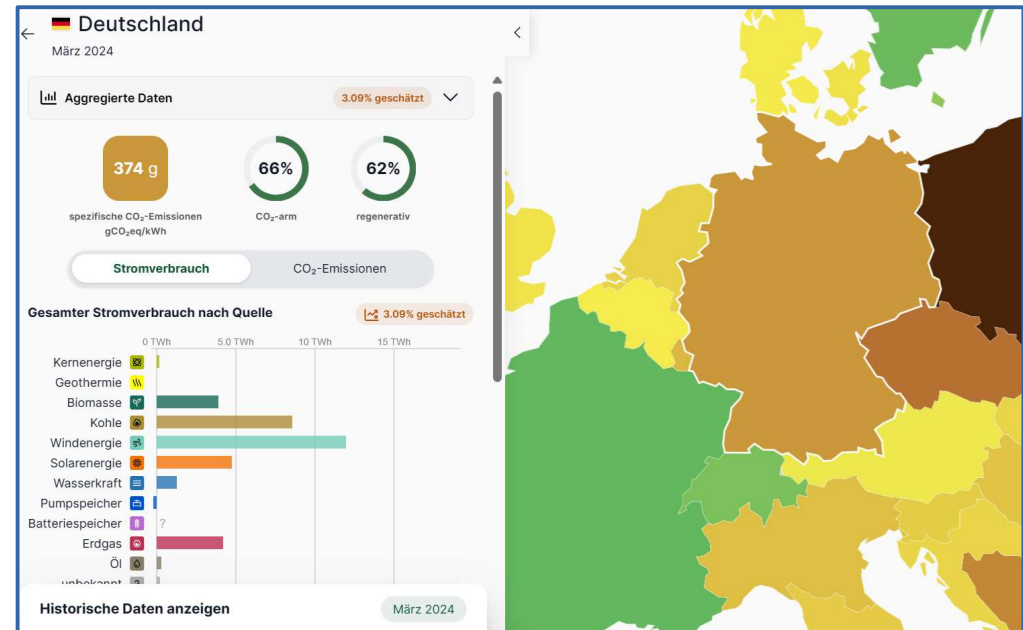 Deutschland
März 2024
Aggregierte Daten 3.09% geschätzt
374 g 66% 62%
spezifische CO₂-Emissionen CO₂-arm regenerativ
gCO₂eq/kWh
Stromverbrauch CO₂-Emissionen
Gesamter Stromverbrauch nach Quelle 3.09% geschätzt
0 TWh 5.0 TWh 10 TWh 15 TWh
Kernenergie
Geothermie
Biomasse
Kohle
Windenergie
Solarenergie
Wasserkraft
Pumpspeicher
Batteriespeicher ?
Erdgas
Öl
unbekannt ?
Historische Daten anzeigen März 2024